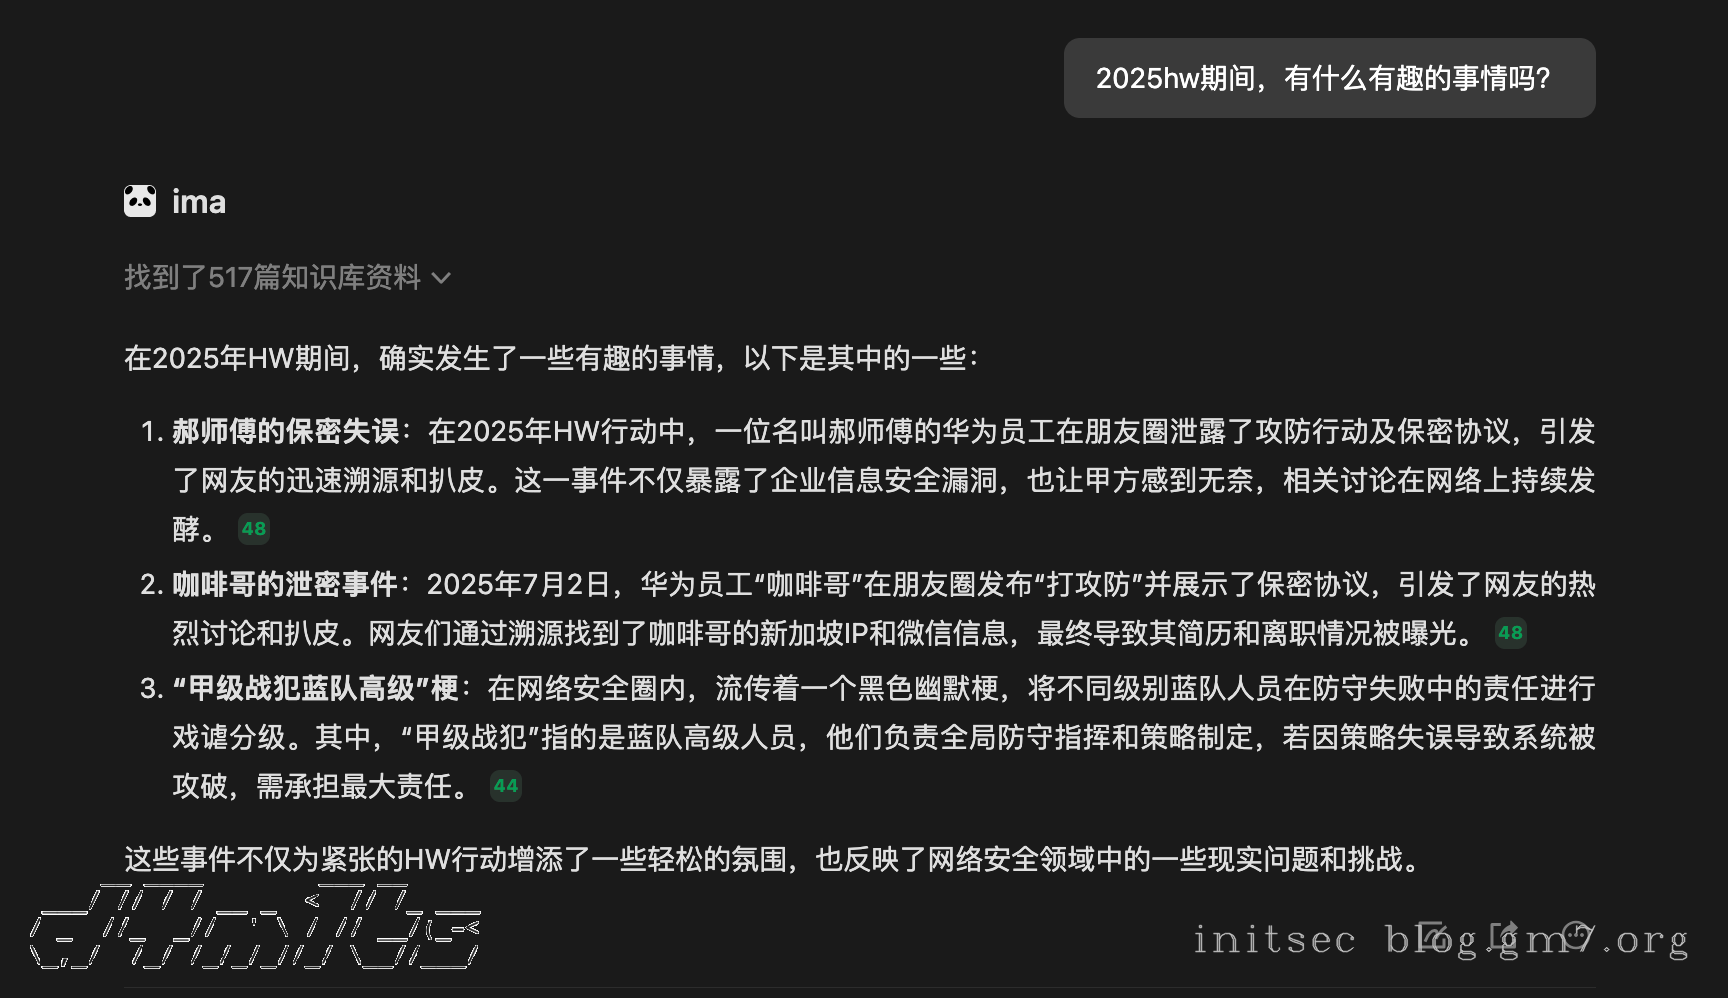 2025hw期间，有什么有趣的事情吗?
ima
找到了517篇知识库资料
在2025年HW期间，确实发生了一些有趣的事情，以下是其中的一些：
1. 郝师傅的保密失误：在2025年HW行动中，一位名叫郝师傅的华为员工在朋友圈泄露了攻防行动及保密协议，引发
了网友的迅速溯源和扒皮。这一事件不仅暴露了企业信息安全漏洞，也让甲方感到无奈，相关讨论在网络上持续发
酵。 48
2. 咖啡哥的泄密事件：2025年7月2日，华为员工“咖啡哥”在朋友圈发布“打攻防”并展示了保密协议，引发了网友的热
烈讨论和扒皮。网友们通过溯源找到了咖啡哥的新加坡IP和微信信息，最终导致其简历和离职情况被曝光。 48
3. “甲级战犯蓝队高级”梗：在网络安全圈内，流传着一个黑色幽默梗，将不同级别蓝队人员在防守失败中的责任进行
戏谑分级。其中，“甲级战犯”指的是蓝队高级人员，他们负责全局防守指挥和策略制定，若因策略失误导致系统被
攻破，需承担最大责任。 44
这些事件不仅为紧张的HW行动增添了一些轻松的氛围，也反映了网络安全领域中的一些现实问题和挑战。
initsec blog.gm7.org